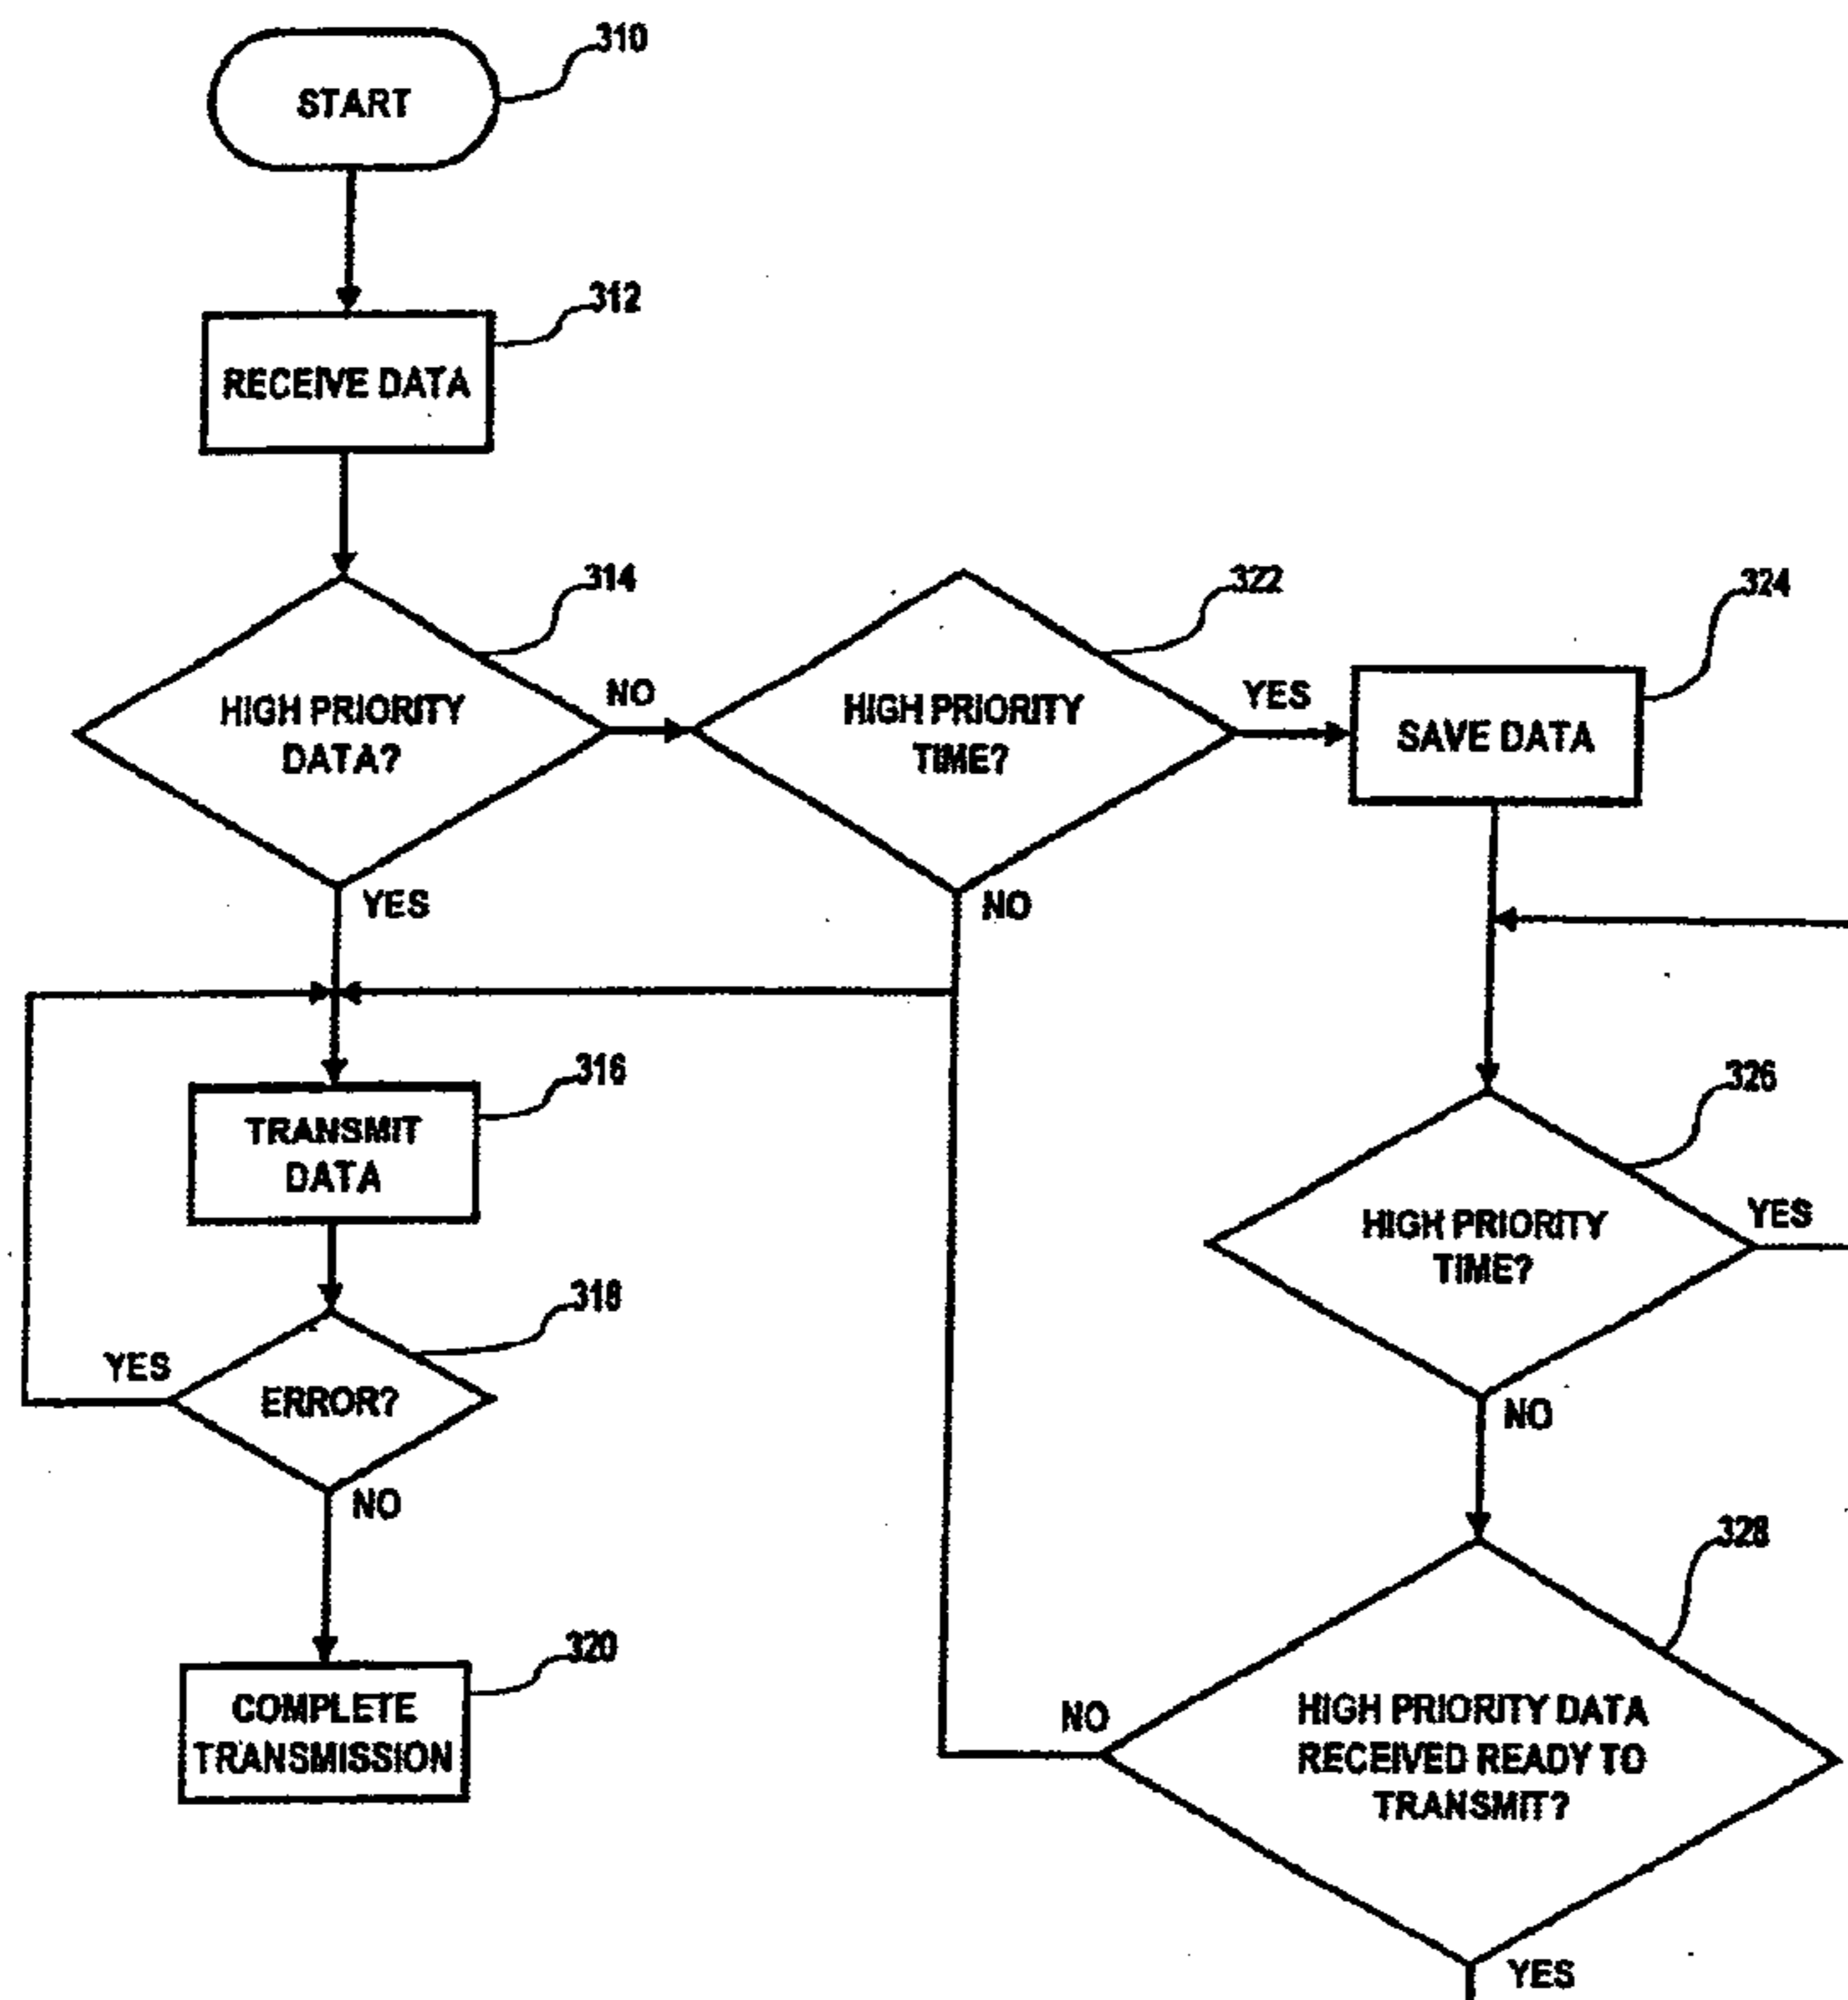 310
START
312
RECEIVE DATA
314
HIGH PRIORITY
DATA?
NO
YES
322
HIGH PRIORITY
TIME?
YES
NO
324
SAVE DATA
316
TRANSMIT
DATA
318
ERROR?
YES
NO
320
COMPLETE
TRANSMISSION
326
HIGH PRIORITY
TIME?
YES
NO
328
HIGH PRIORITY DATA
RECEIVED READY TO
TRANSMIT?
NO
YES